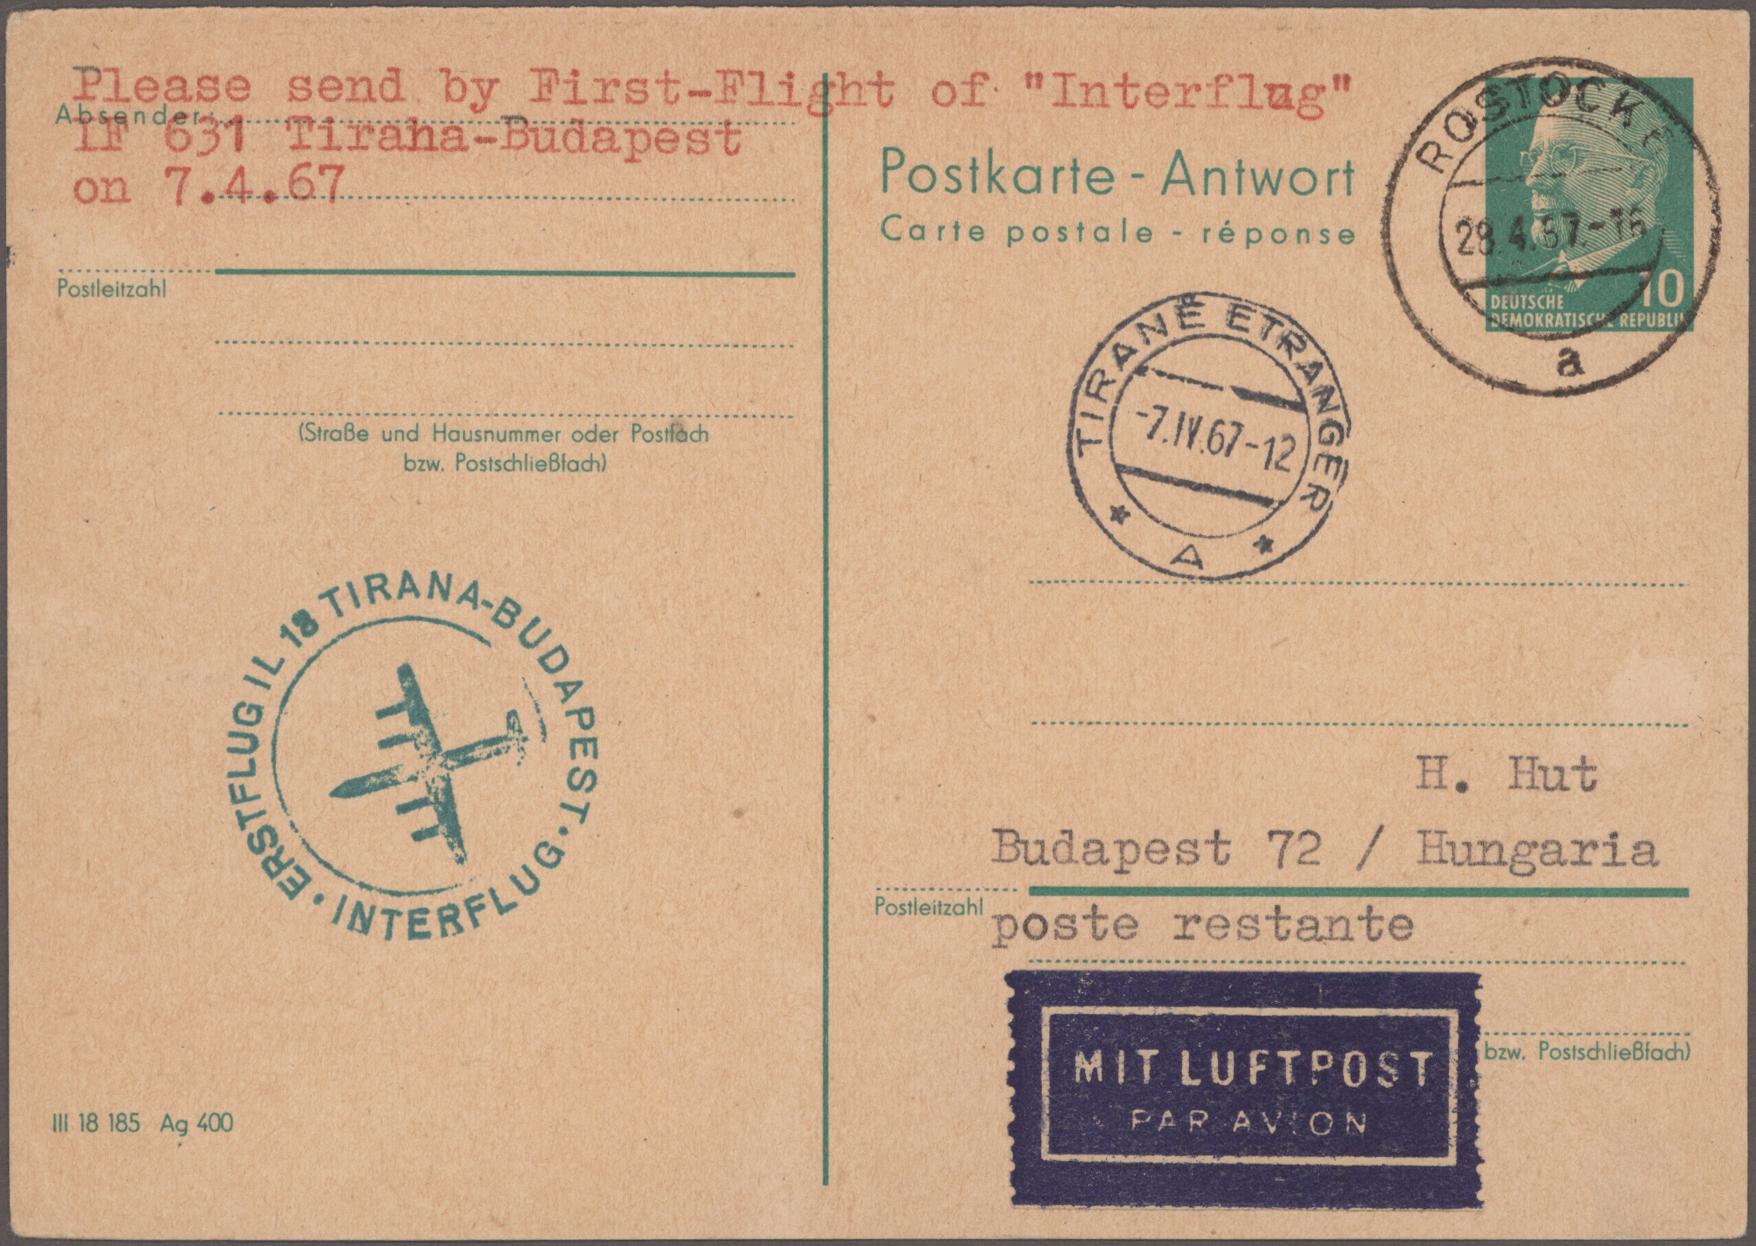 Please send by First-Flight of "Interflug"
Absender:
IF 631 Tirana-Budapest
on 7.4.67
Postleitzahl
(Straße und Hausnummer oder Postfach
bzw. Postschließfach)
ERSTFLUG IL 18 TIRANA-BUDAPEST · INTERFLUG ·
III 18 185 Ag 400
Postkarte - Antwort
Carte postale - réponse
ROSTOCK
28.4.67.-16
a
10
DEUTSCHE
DEMOKRATISCHE REPUBLIK
TIRANË ETRANGER
-7.IV.67-12
A
H. Hut
Budapest 72 / Hungaria
Postleitzahl
poste restante
bzw. Postschließfach)
MIT LUFTPOST
PAR AVION